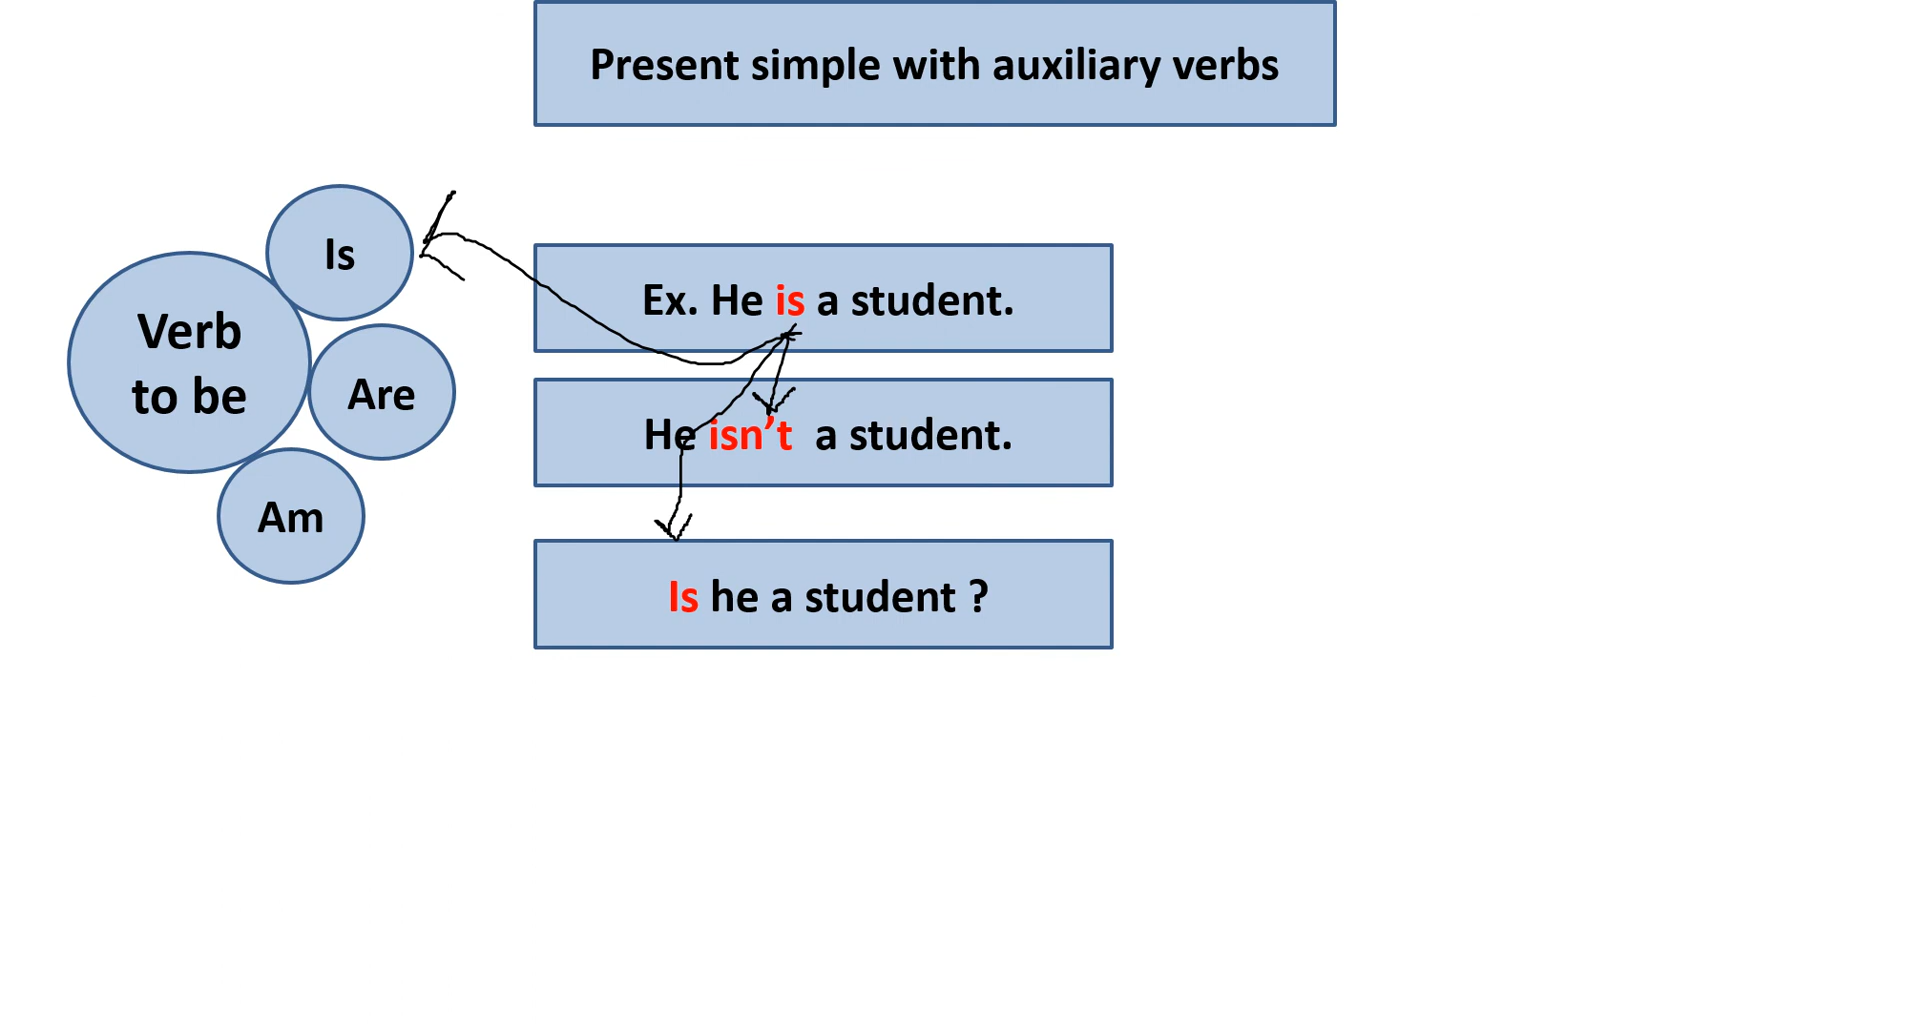 Present simple with auxiliary verbs
Is
Verb
to be
Are
Am
Ex. He is a student.
He isn’t  a student.
Is he a student ?